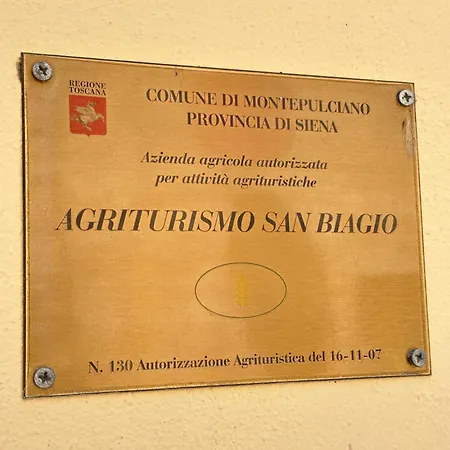 REGIONE
TOSCANA
COMUNE DI MONTEPULCIANO
PROVINCIA DI SIENA
Azienda agricola autorizzata
per attività agrituristiche
AGRITURISMO SAN BIAGIO
N. 130 Autorizzazione Agrituristica del 16-11-07